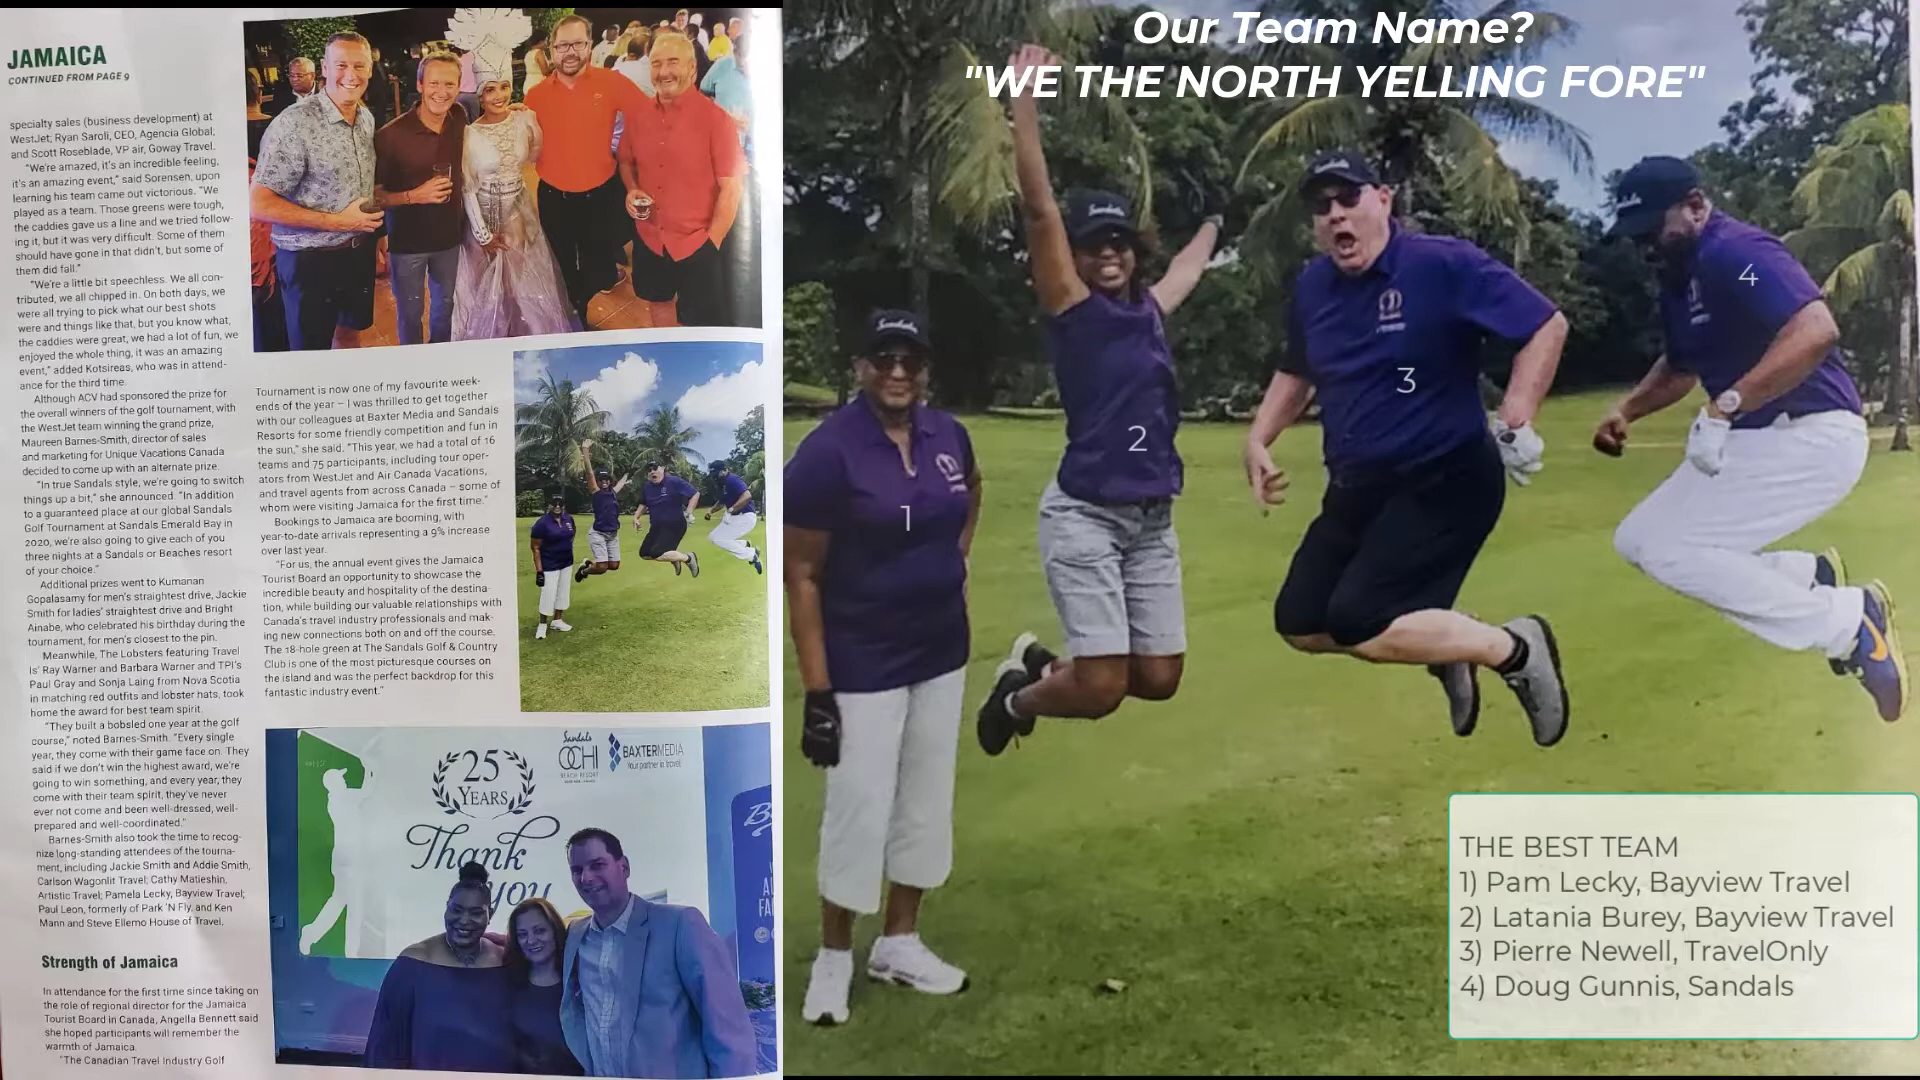 JAMAICA
CONTINUED FROM PAGE 9
specialty sales (business development) at
WestJet; Ryan Saroli, CEO, Agencia Global;
and Scott Roseblade, VP air, Goway Travel.
"We're amazed, it's an incredible feeling,
it's an amazing event," said Sorensen, upon
learning his team came out victorious. "We
played as a team. Those greens were tough,
the caddies gave us a line and we tried follow-
ing it, but it was very difficult. Some of them
should have gone in that didn't, but some of
them did fall."
"We're a little bit speechless. We all con-
tributed, we all chipped in. On both days, we
were all trying to pick what our best shots
were and things like that, but you know what,
the caddies were great, we had a lot of fun, we
enjoyed the whole thing, it was an amazing
event," added Kotsireas, who was in attend-
ance for the third time.
Although ACV had sponsored the prize for
the overall winners of the golf tournament, with
the WestJet team winning the grand prize,
Maureen Barnes-Smith, director of sales
and marketing for Unique Vacations Canada
decided to come up with an alternate prize.
"In true Sandals style, we're going to switch
things up a bit," she announced. "In addition
to a guaranteed place at our global Sandals
Golf Tournament at Sandals Emerald Bay in
2020, we're also going to give each of you
three nights at a Sandals or Beaches resort
of your choice."
Additional prizes went to Kumanan
Gopalasamy for men's straightest drive, Jackie
Smith for ladies' straightest drive and Bright
Ainabe, who celebrated his birthday during the
tournament, for men's closest to the pin.
Meanwhile, The Lobsters featuring Travel
Is' Ray Warner and Barbara Warner and TPI's
Paul Gray and Sonja Laing from Nova Scotia
in matching red outfits and lobster hats, took
home the award for best team spirit.
"They built a bobsled one year at the golf
course," noted Barnes-Smith. "Every single
year, they come with their game face on. They
said if we don't win the highest award, we're
going to win something, and every year, they
come with their team spirit, they've never
ever not come and been well-dressed, well-
prepared and well-coordinated."
Barnes-Smith also took the time to recog-
nize long-standing attendees of the tourna-
ment, including Jackie Smith and Addie Smith,
Carlson Wagonlit Travel; Cathy Matieshin,
Artistic Travel; Pamela Lecky, Bayview Travel;
Paul Leon, formerly of Park 'N Fly, and Ken
Mann and Steve Ellemo House of Travel,
Strength of Jamaica
In attendance for the first time since taking on
the role of regional director for the Jamaica
Tourist Board in Canada, Angella Bennett said
she hoped participants will remember the
warmth of Jamaica.
"The Canadian Travel Industry Golf
Tournament is now one of my favourite week-
ends of the year – I was thrilled to get together
with our colleagues at Baxter Media and Sandals
Resorts for some friendly competition and fun in
the sun," she said. "This year, we had a total of 16
teams and 75 participants, including tour oper-
ators from WestJet and Air Canada Vacations,
and travel agents from across Canada – some of
whom were visiting Jamaica for the first time."
Bookings to Jamaica are booming, with
year-to-date arrivals representing a 9% increase
over last year.
"For us, the annual event gives the Jamaica
Tourist Board an opportunity to showcase the
incredible beauty and hospitality of the destina-
tion, while building our valuable relationships with
Canada's travel industry professionals and mak-
ing new connections both on and off the course.
The 18-hole green at The Sandals Golf & Country
Club is one of the most picturesque courses on
the island and was the perfect backdrop for this
fantastic industry event."
25
YEARS
Thank
you
Sandals
OCHI
BEACH RESORT
BAXTERMEDIA
Your partner in travel
Our Team Name?
"WE THE NORTH YELLING FORE"
Sandals
Sandals
Sandals
1
2
3
4
THE BEST TEAM
1) Pam Lecky, Bayview Travel
2) Latania Burey, Bayview Travel
3) Pierre Newell, TravelOnly
4) Doug Gunnis, Sandals